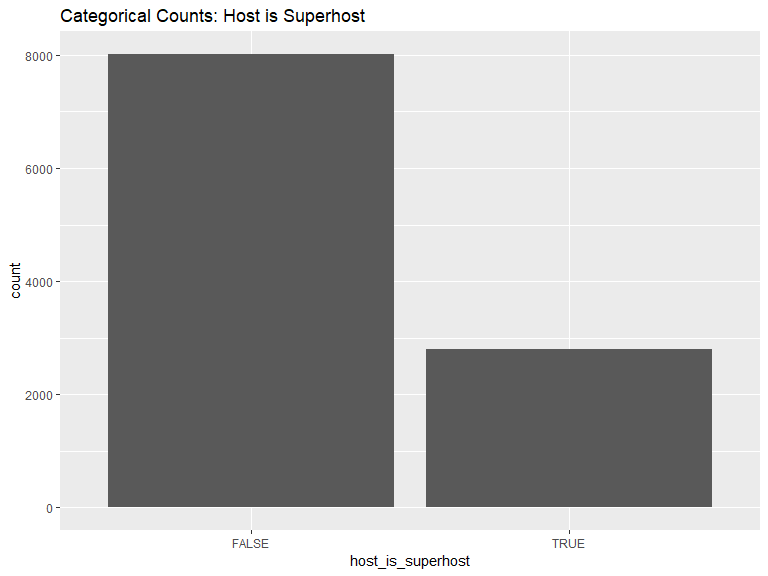 Categorical Counts: Host is Superhost
8000
6000
4000
2000
0
count
FALSE TRUE
host_is_superhost